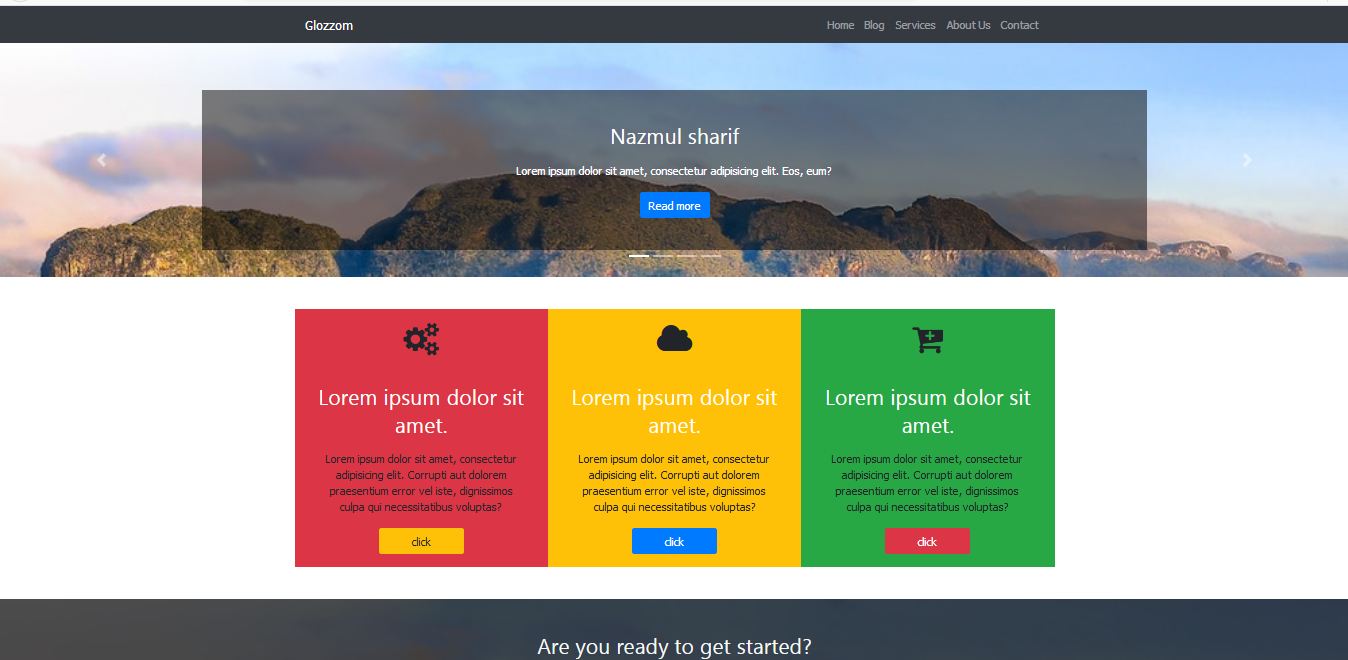 Glozzom
Home Blog Services About Us Contact
Nazmul sharif
Lorem ipsum dolor sit amet, consectetur adipisicing elit. Eos, eum?
Read more
Lorem ipsum dolor sit
amet.
Lorem ipsum dolor sit amet, consectetur
adipisicing elit. Corrupti aut dolorem
praesentium error vel iste, dignissimos
culpa qui necessitatibus voluptas?
click
Lorem ipsum dolor sit
amet.
Lorem ipsum dolor sit amet, consectetur
adipisicing elit. Corrupti aut dolorem
praesentium error vel iste, dignissimos
culpa qui necessitatibus voluptas?
click
Lorem ipsum dolor sit
amet.
Lorem ipsum dolor sit amet, consectetur
adipisicing elit. Corrupti aut dolorem
praesentium error vel iste, dignissimos
culpa qui necessitatibus voluptas?
click
Are you ready to get started?